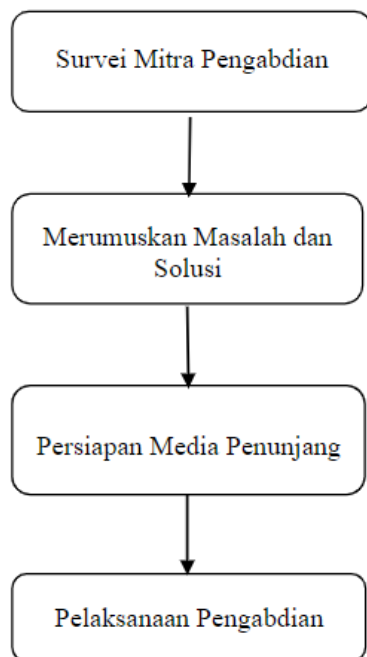 Survei Mitra Pengabdian
Merumuskan Masalah dan
Solusi
Persiapan Media Penunjang
Pelaksanaan Pengabdian